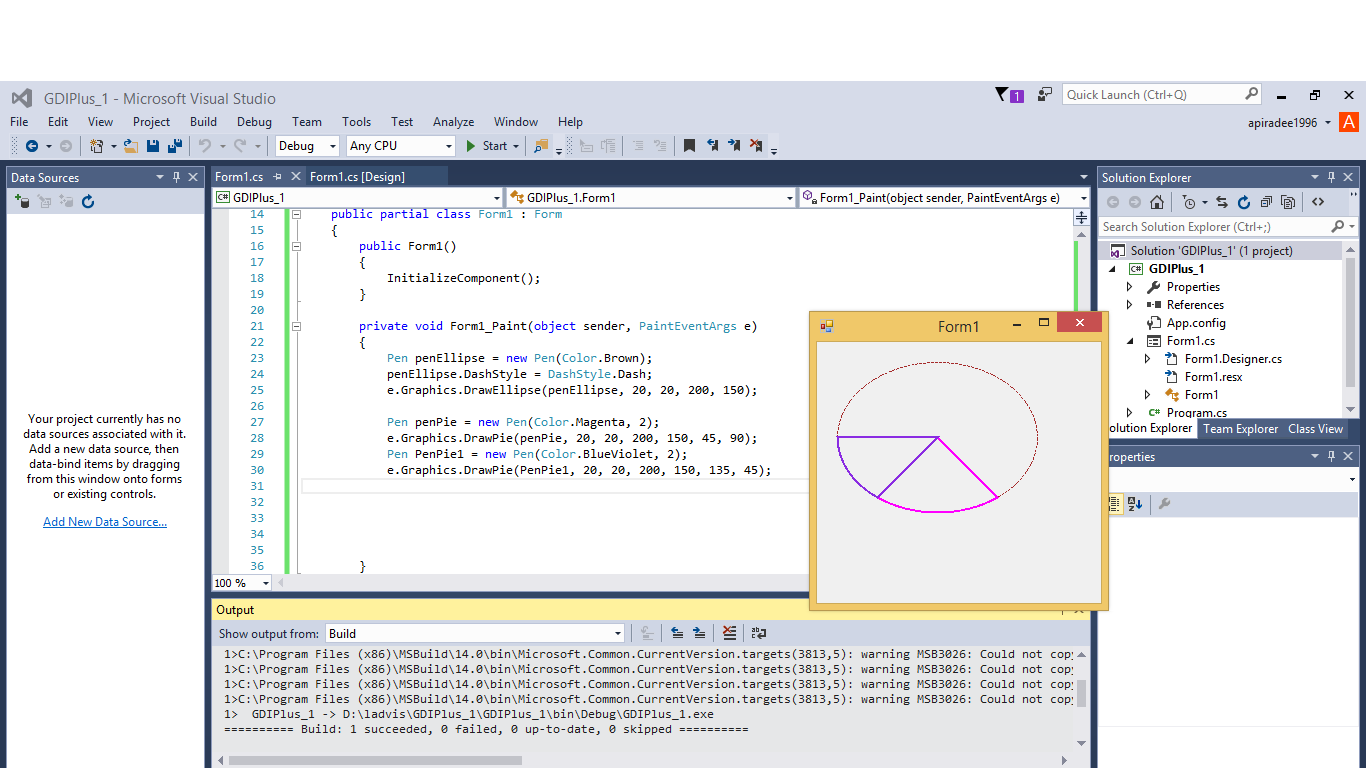 GDIPlus_1 - Microsoft Visual Studio
1
Quick Launch (Ctrl+Q)
File Edit View Project Build Debug Team Tools Test Analyze Window Help
apiradee1996
A
Debug
Any CPU
Start
Data Sources
Your project currently has no
data sources associated with it.
Add a new data source, then
data-bind items by dragging
from this window onto forms
or existing controls.
Add New Data Source...
Form1.cs
Form1.cs [Design]
GDIPlus_1
GDIPlus_1.Form1
Form1_Paint(object sender, PaintEventArgs e)
14 public partial class Form1 : Form
15 {
16 public Form1()
17 {
18 InitializeComponent();
19 }
20
21 private void Form1_Paint(object sender, PaintEventArgs e)
22 {
23 Pen penEllipse = new Pen(Color.Brown);
24 penEllipse.DashStyle = DashStyle.Dash;
25 e.Graphics.DrawEllipse(penEllipse, 20, 20, 200, 150);
26
27 Pen penPie = new Pen(Color.Magenta, 2);
28 e.Graphics.DrawPie(penPie, 20, 20, 200, 150, 45, 90);
29 Pen PenPie1 = new Pen(Color.BlueViolet, 2);
30 e.Graphics.DrawPie(PenPie1, 20, 20, 200, 150, 135, 45);
31
32
33
34
35
36 }
100 %
Form1
Output
Show output from: Build
1>C:\Program Files (x86)\MSBuild\14.0\bin\Microsoft.Common.CurrentVersion.targets(3813,5): warning MSB3026: Could not copy
1>C:\Program Files (x86)\MSBuild\14.0\bin\Microsoft.Common.CurrentVersion.targets(3813,5): warning MSB3026: Could not copy
1>C:\Program Files (x86)\MSBuild\14.0\bin\Microsoft.Common.CurrentVersion.targets(3813,5): warning MSB3026: Could not copy
1>C:\Program Files (x86)\MSBuild\14.0\bin\Microsoft.Common.CurrentVersion.targets(3813,5): warning MSB3026: Could not copy
1> GDIPlus_1 -> D:\ladvis\GDIPlus_1\GDIPlus_1\bin\Debug\GDIPlus_1.exe
========== Build: 1 succeeded, 0 failed, 0 up-to-date, 0 skipped ==========
Solution Explorer
Search Solution Explorer (Ctrl+;)
Solution 'GDIPlus_1' (1 project)
C# GDIPlus_1
Properties
References
App.config
Form1.cs
Form1.Designer.cs
Form1.resx
Form1
C# Program.cs
olution Explorer
Team Explorer
Class View
roperties